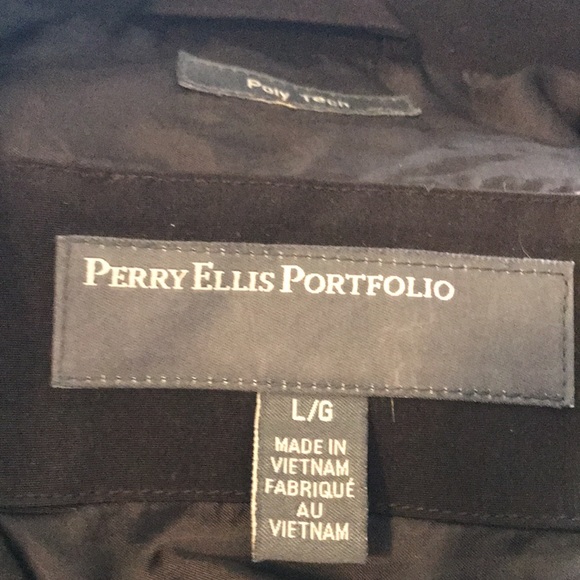 Poly Tech
PERRY ELLIS PORTFOLIO
L/G
MADE IN
VIETNAM
FABRIQUÉ
AU
VIETNAM